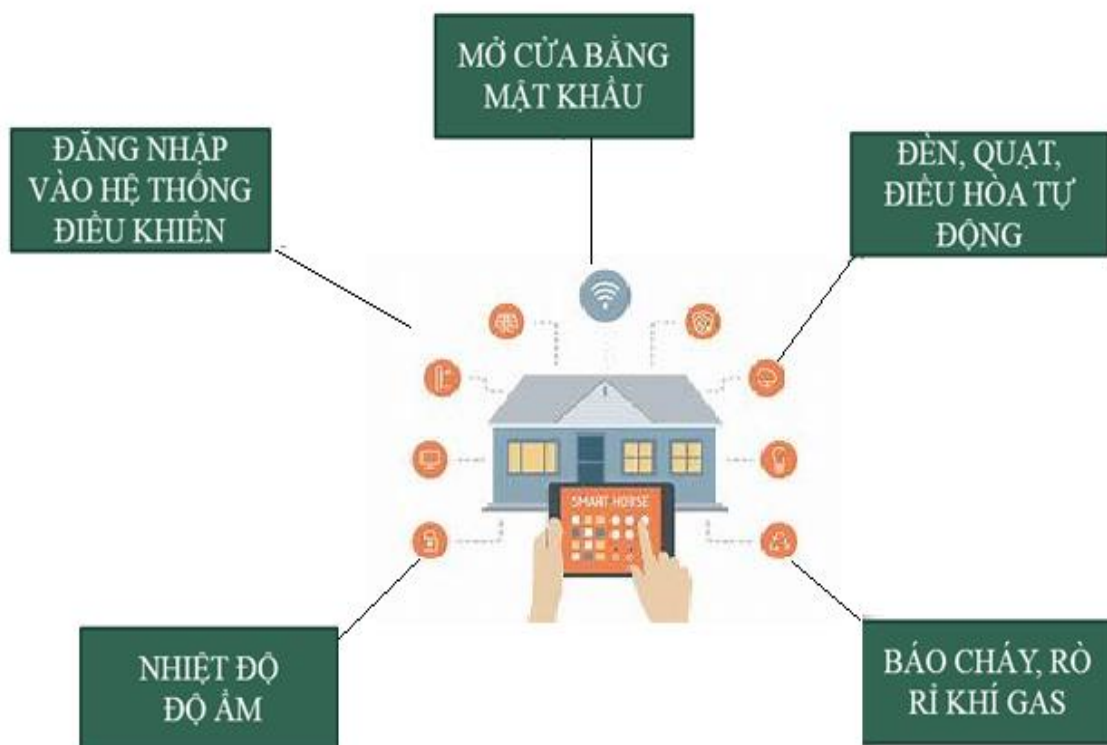 MỞ CỬA BẰNG
MẬT KHẨU
ĐĂNG NHẬP
VÀO HỆ THỐNG
ĐIỀU KHIỂN
ĐÈN, QUẠT,
ĐIỀU HÒA TỰ
ĐỘNG
SMART HORSE
NHIỆT ĐỘ
ĐỘ ẨM
BÁO CHÁY, RÒ
RỈ KHÍ GAS